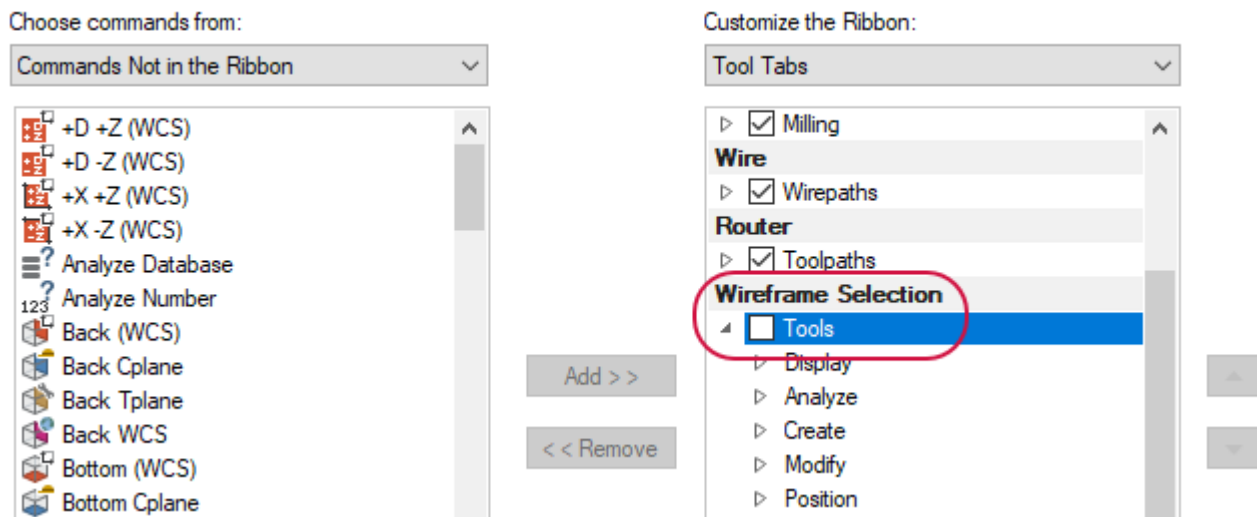 Choose commands from:
Commands Not in the Ribbon
+D +Z (WCS)
+D -Z (WCS)
+X +Z (WCS)
+X -Z (WCS)
Analyze Database
123 Analyze Number
Back (WCS)
Back Cplane
Back Tplane
Back WCS
Bottom (WCS)
Bottom Cplane
Add > >
< < Remove
Customize the Ribbon:
Tool Tabs
Milling
Wire
Wirepaths
Router
Toolpaths
Wireframe Selection
Tools
Display
Analyze
Create
Modify
Position